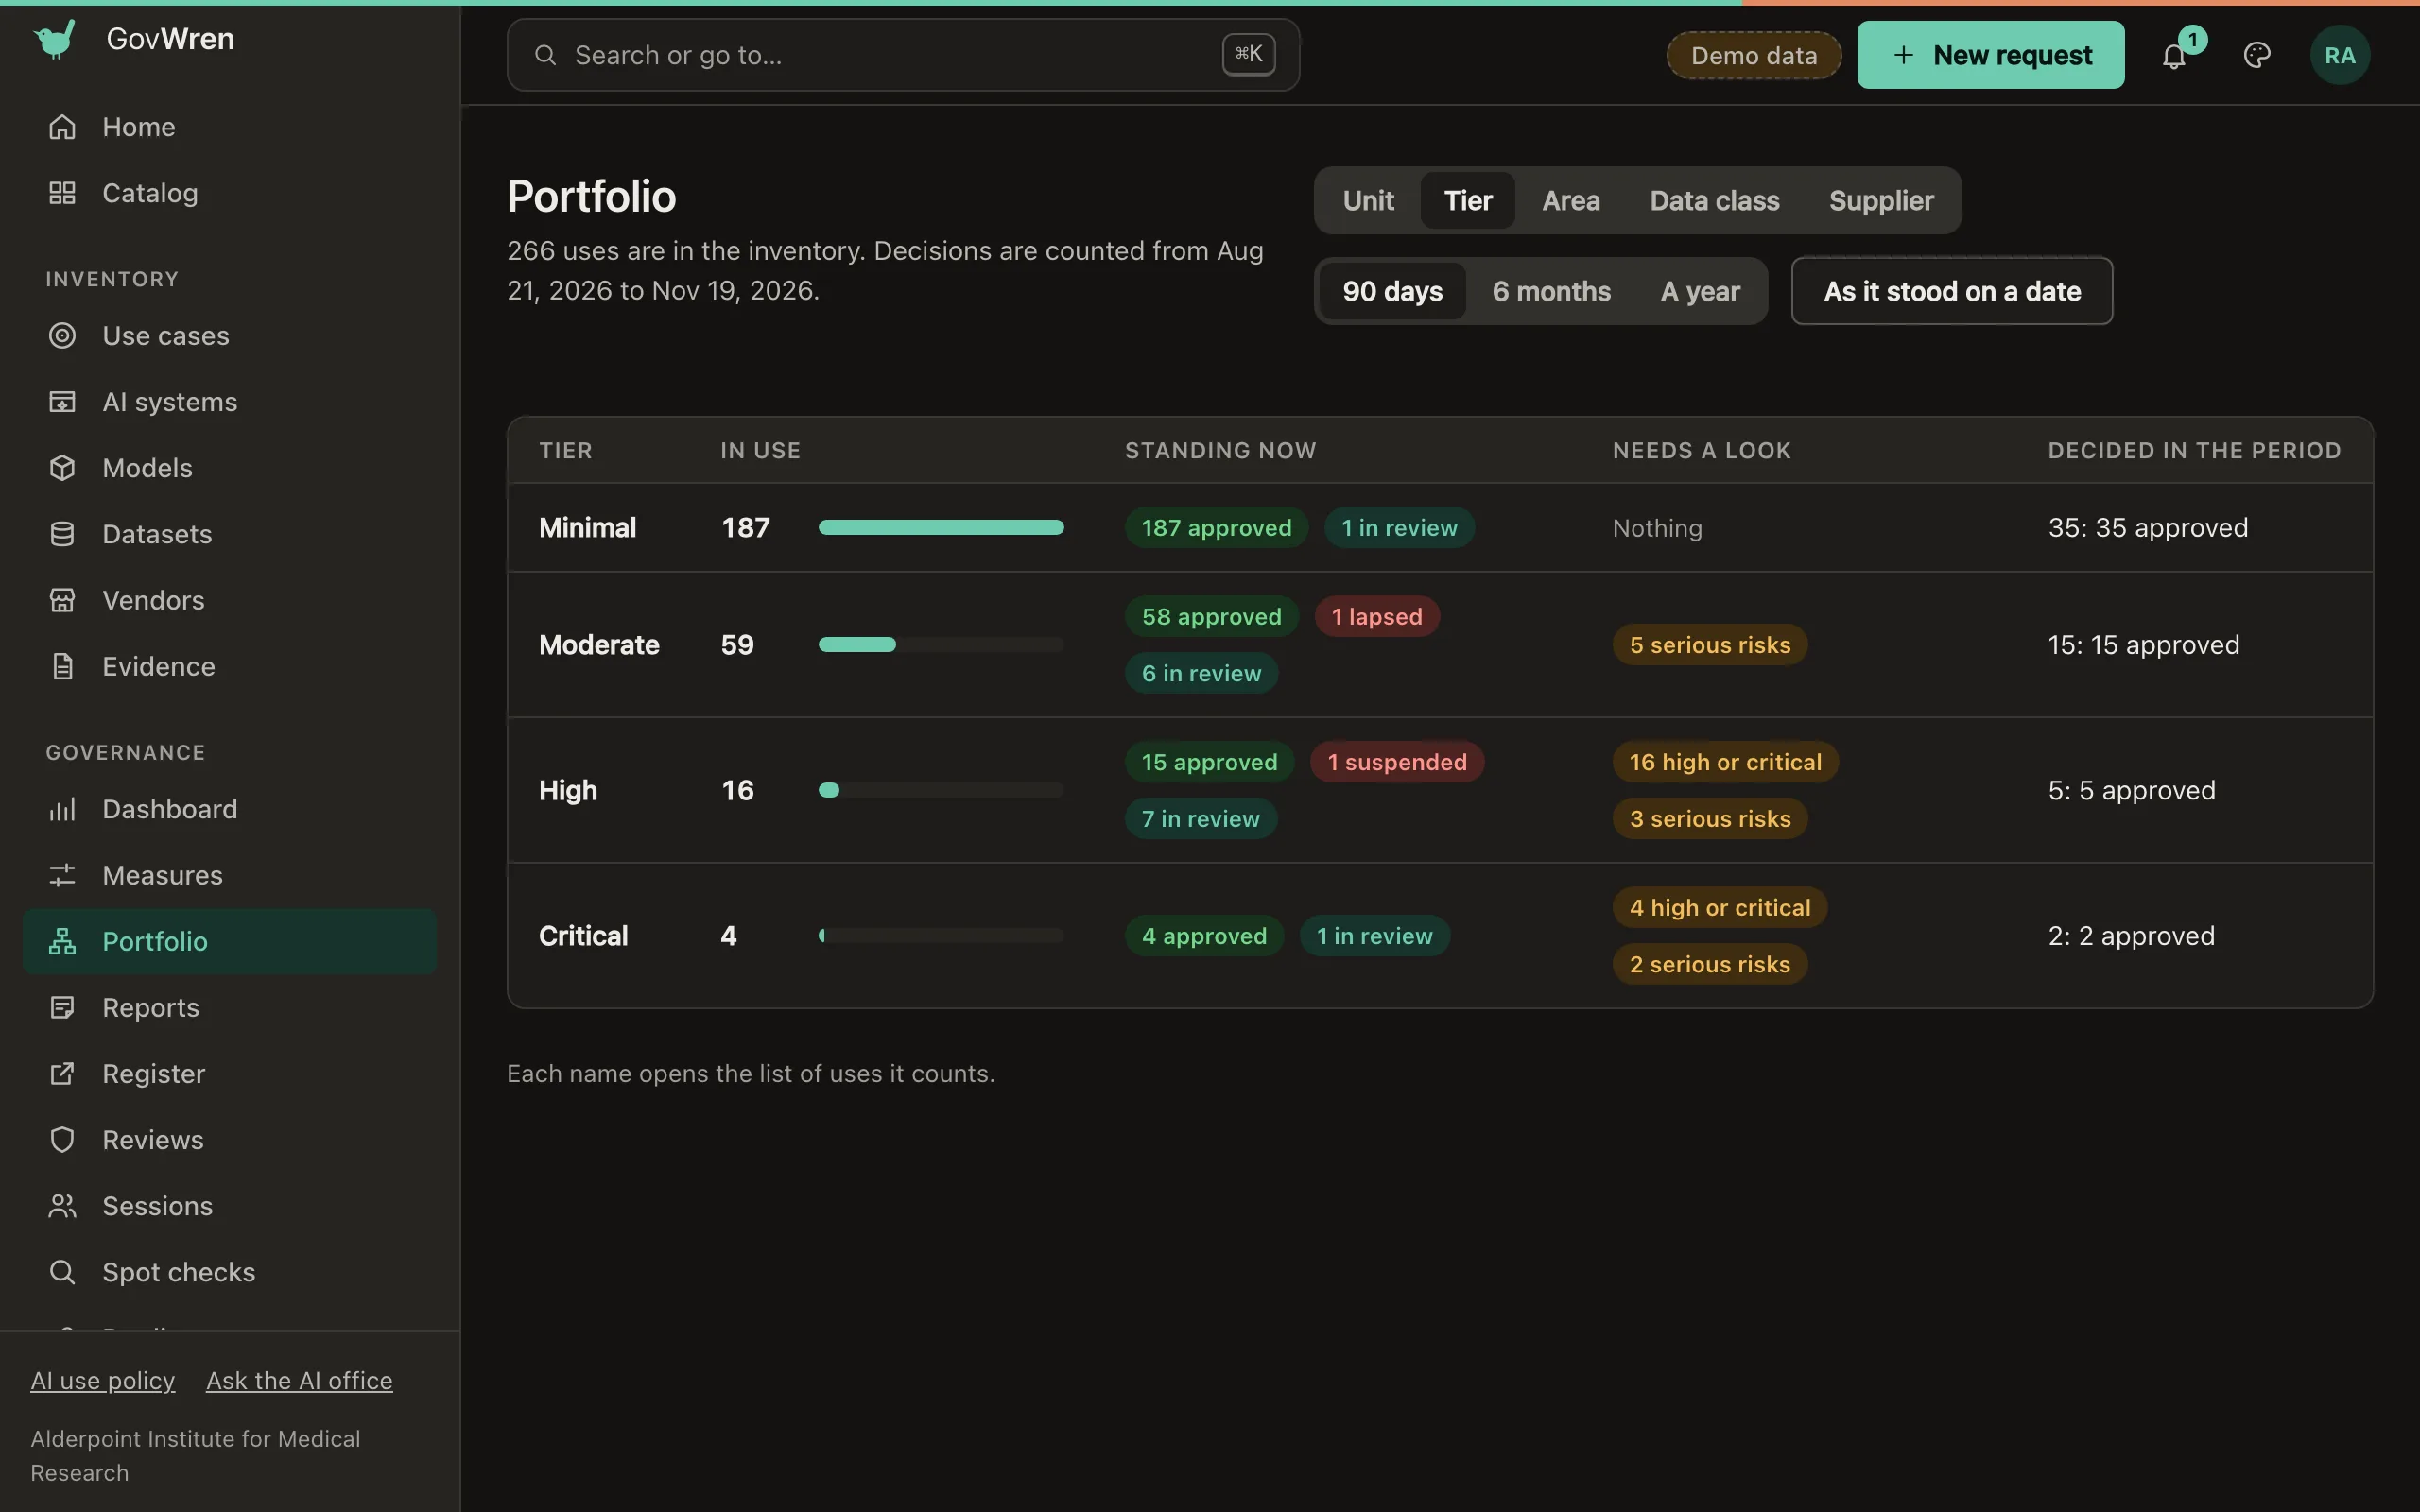 GovWren
Search or go to...
⌘K
Demo data
+ New request
1
RA
Home
Catalog
INVENTORY
Use cases
AI systems
Models
Datasets
Vendors
Evidence
GOVERNANCE
Dashboard
Measures
Portfolio
Reports
Register
Reviews
Sessions
Spot checks
AI use policy
Ask the AI office
Alderpoint Institute for Medical
Research
Portfolio
266 uses are in the inventory. Decisions are counted from Aug
21, 2026 to Nov 19, 2026.
Unit Tier Area Data class Supplier
90 days 6 months A year
As it stood on a date
TIER IN USE STANDING NOW NEEDS A LOOK DECIDED IN THE PERIOD
Minimal 187 187 approved 1 in review Nothing 35: 35 approved
Moderate 59 58 approved 1 lapsed 6 in review 5 serious risks 15: 15 approved
High 16 15 approved 1 suspended 7 in review 16 high or critical 3 serious risks 5: 5 approved
Critical 4 4 approved 1 in review 4 high or critical 2 serious risks 2: 2 approved
Each name opens the list of uses it counts.